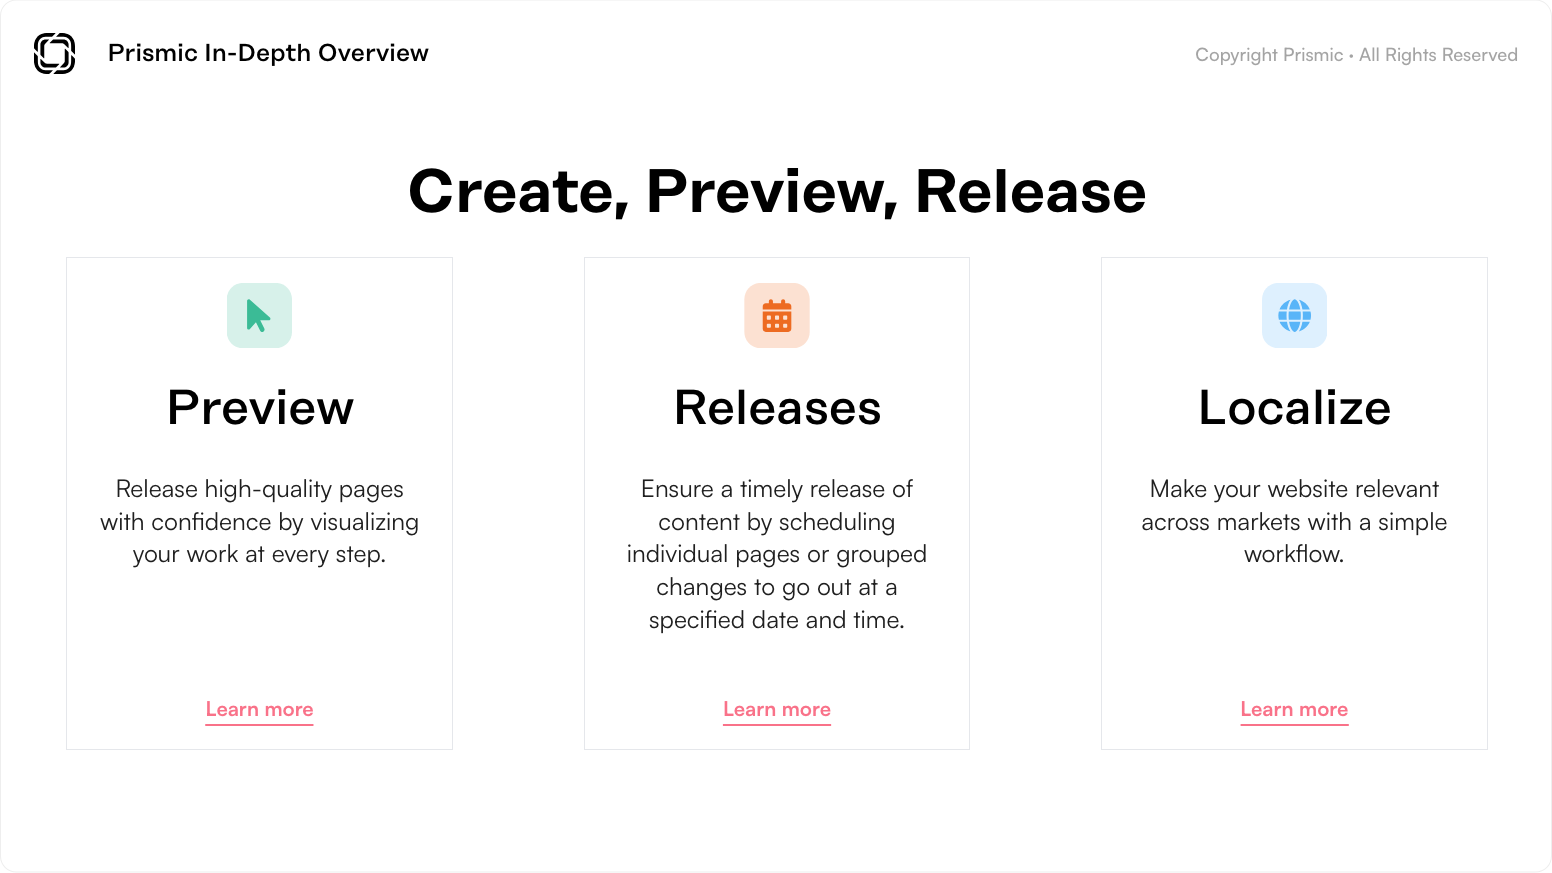 Prismic In-Depth Overview
Copyright Prismic • All Rights Reserved
Create, Preview, Release
Preview
Release high-quality pages
with confidence by visualizing
your work at every step.
Learn more
Releases
Ensure a timely release of
content by scheduling
individual pages or grouped
changes to go out at a
specified date and time.
Learn more
Localize
Make your website relevant
across markets with a simple
workflow.
Learn more